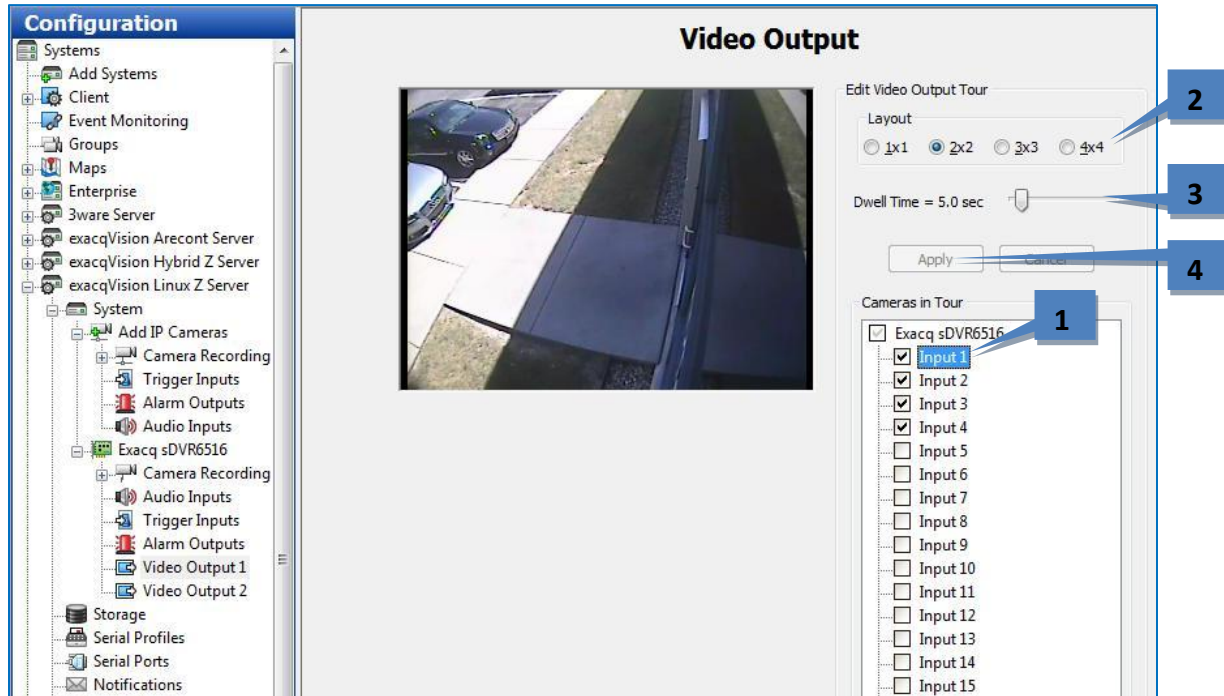 Configuration
Systems
Add Systems
Client
Event Monitoring
Groups
Maps
Enterprise
3ware Server
exacqVision Arecont Server
exacqVision Hybrid Z Server
exacqVision Linux Z Server
System
Add IP Cameras
Camera Recording
Trigger Inputs
Alarm Outputs
Audio Inputs
Exacq sDVR6516
Camera Recording
Audio Inputs
Trigger Inputs
Alarm Outputs
Video Output 1
Video Output 2
Storage
Serial Profiles
Serial Ports
Notifications
Video Output
Edit Video Output Tour
Layout
1x1 2x2 3x3 4x4
2
Dwell Time = 5.0 sec
3
Apply Cancel
4
Cameras in Tour
1
Exacq sDVR6516
Input 1
Input 2
Input 3
Input 4
Input 5
Input 6
Input 7
Input 8
Input 9
Input 10
Input 11
Input 12
Input 13
Input 14
Input 15